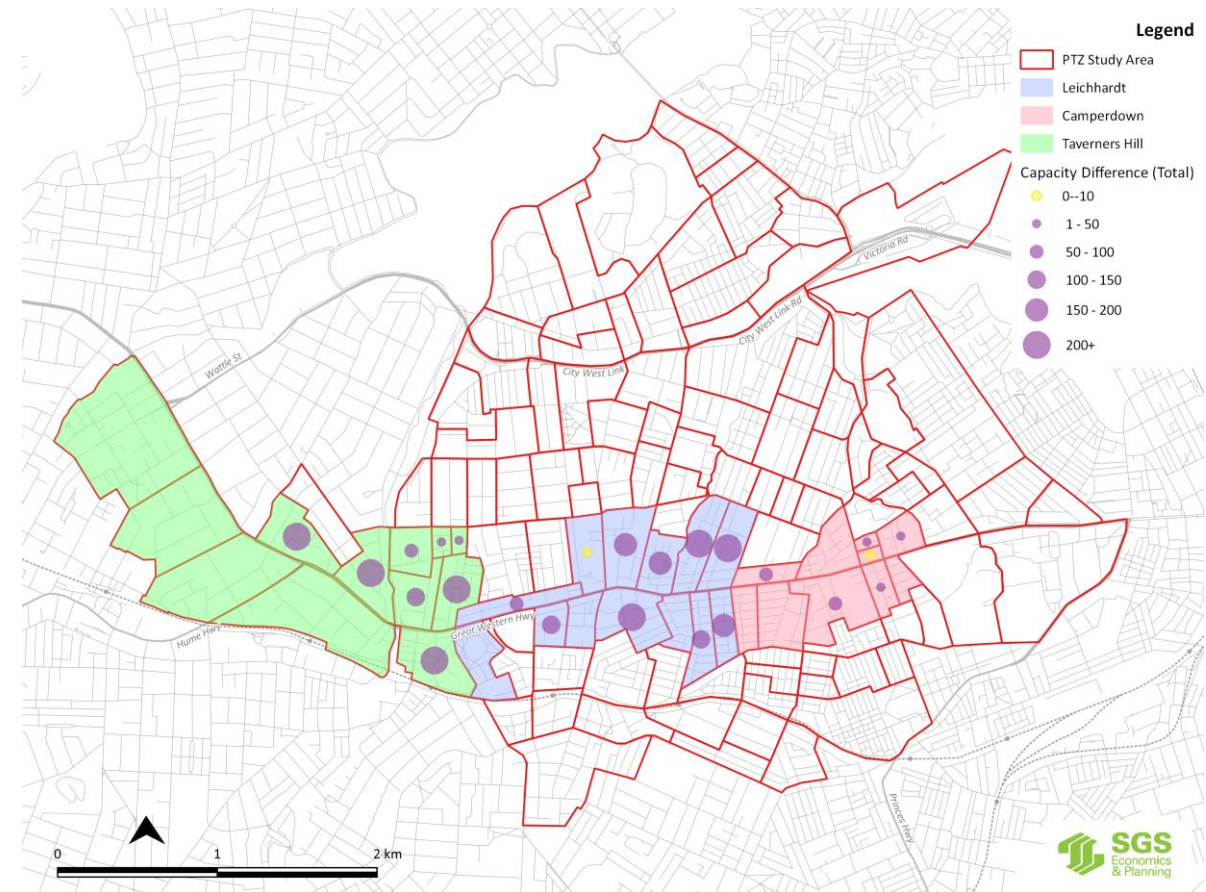 Legend
PTZ Study Area
Leichhardt
Camperdown
Taverners Hill
Capacity Difference (Total)
0--10
1 - 50
50 - 100
100 - 150
150 - 200
200+
Victoria Rd
City West Link Rd
Wattle St
City West Link
Great Western Hwy
Hume Hwy
Princes Hwy
0 1 2 km
SGS
Economics
& Planning